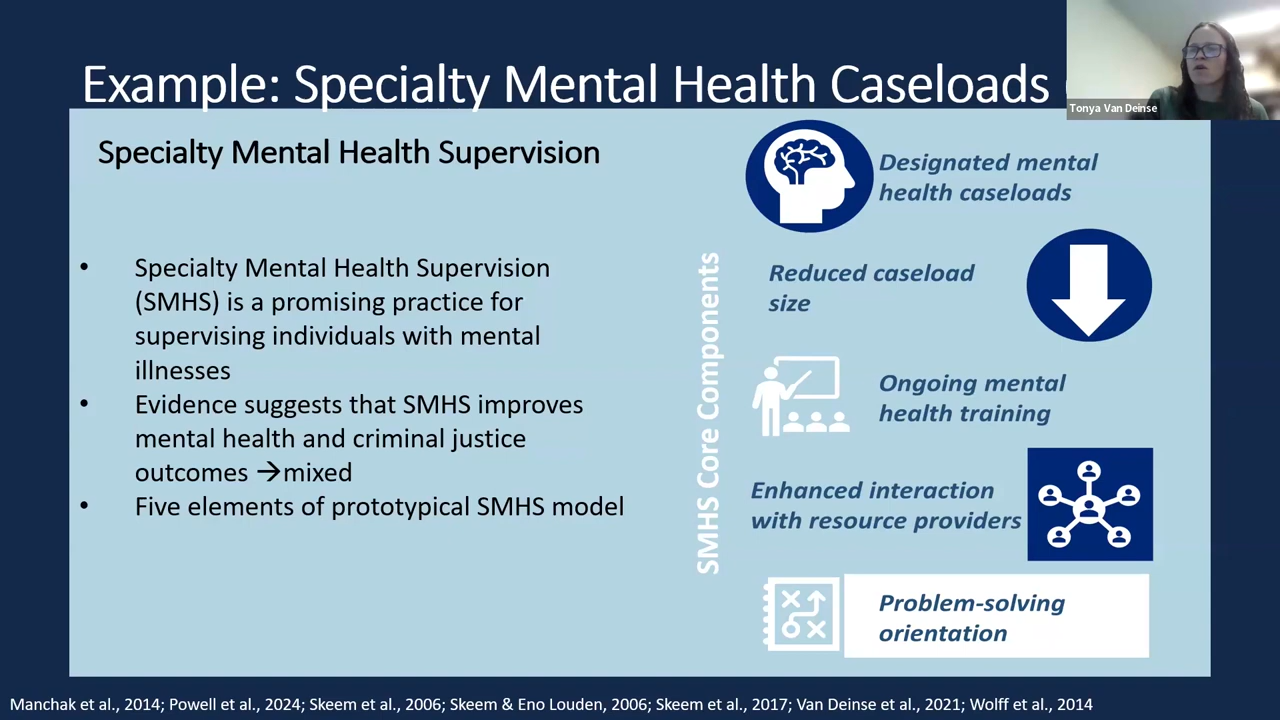 Example: Specialty Mental Health Caseloads
Tonya Van Deinse
Specialty Mental Health Supervision
• Specialty Mental Health Supervision
(SMHS) is a promising practice for
supervising individuals with mental
illnesses
• Evidence suggests that SMHS improves
mental health and criminal justice
outcomes →mixed
• Five elements of prototypical SMHS model
SMHS Core Components
Designated mental
health caseloads
Reduced caseload
size
Ongoing mental
health training
Enhanced interaction
with resource providers
Problem-solving
orientation
Manchak et al., 2014; Powell et al., 2024; Skeem et al., 2006; Skeem & Eno Louden, 2006; Skeem et al., 2017; Van Deinse et al., 2021; Wolff et al., 2014